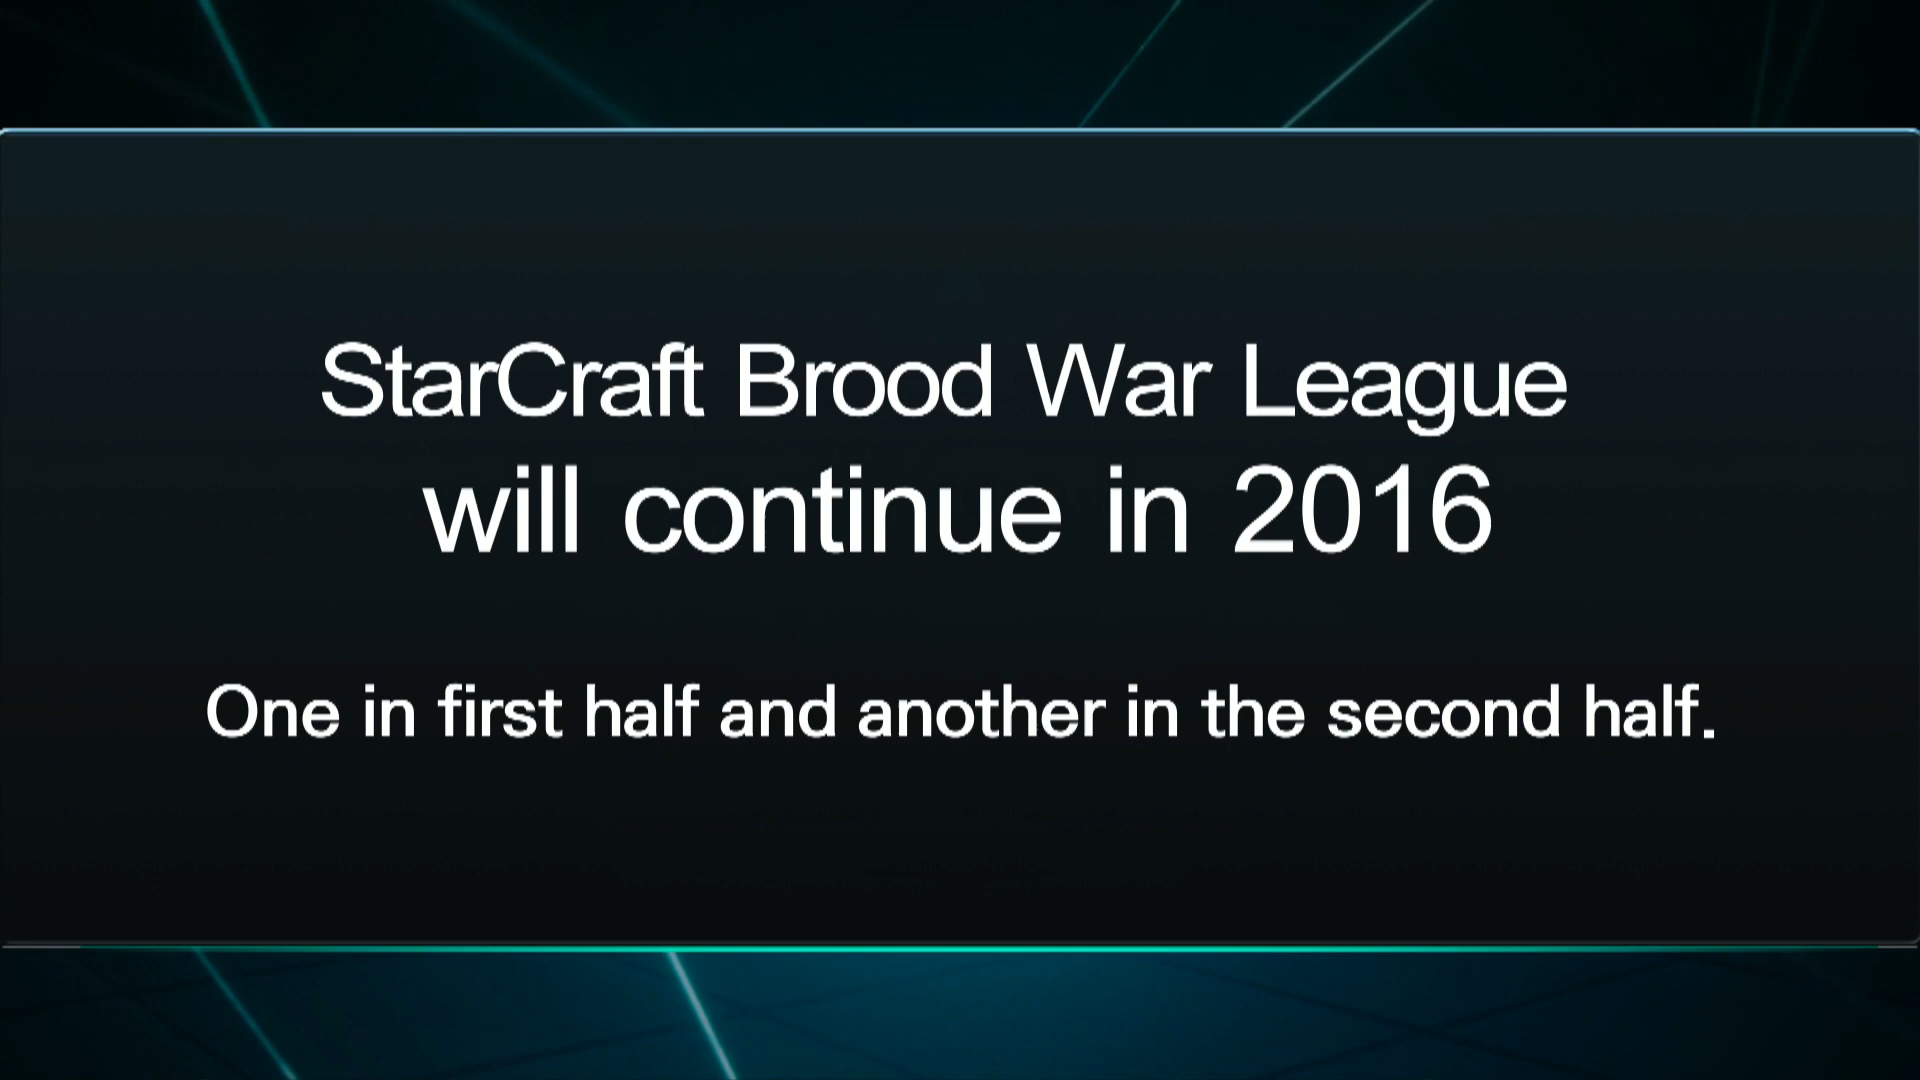 StarCraft Brood War League
will continue in 2016
One in first half and another in the second half.